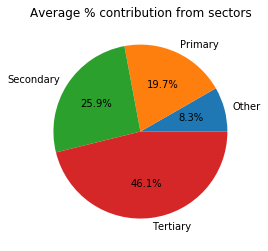 Average % contribution from sectors
Primary
Secondary
19.7%
Other
25.9%
8.3%
46.1%
Tertiary